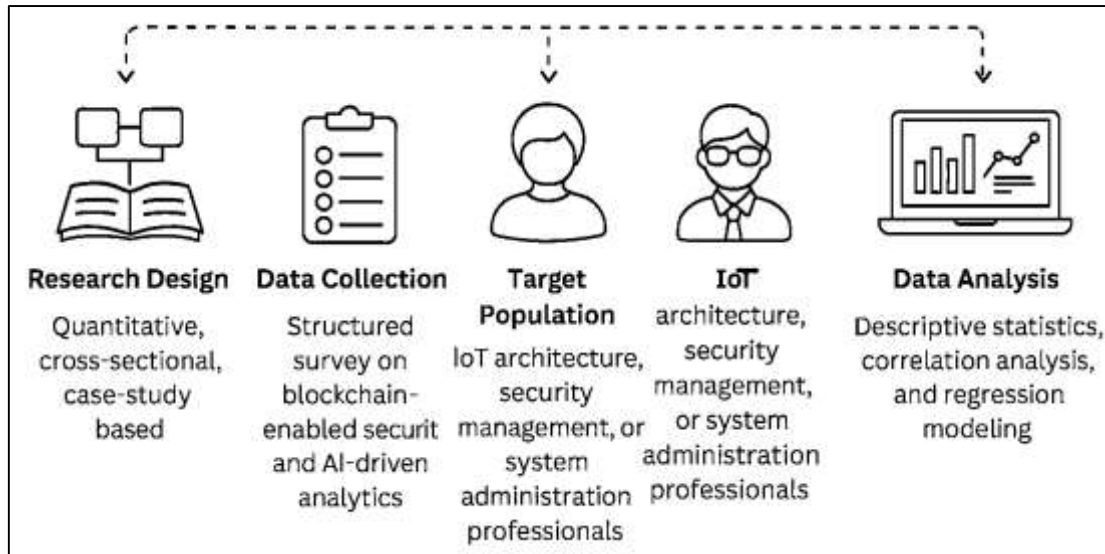 Research Design
Quantitative,
cross-sectional,
case-study
based
Data Collection
Structured
survey on
blockchain-
enabled securit
and AI-driven
analytics
Target
Population
IoT architecture,
security
management, or
system
administration
professionals
IoT
architecture,
security
management,
or system
administration
professionals
Data Analysis
Descriptive statistics,
correlation analysis,
and regression
modeling